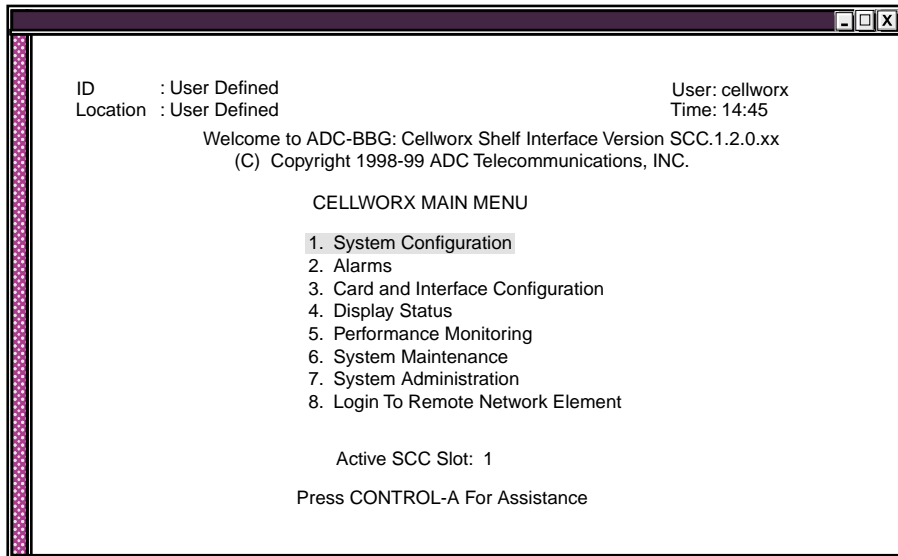 ID : User Defined User: cellworx
Location : User Defined Time: 14:45
Welcome to ADC-BBG: Cellworx Shelf Interface Version SCC.1.2.0.xx
(C) Copyright 1998-99 ADC Telecommunications, INC.
CELLWORX MAIN MENU
1. System Configuration
2. Alarms
3. Card and Interface Configuration
4. Display Status
5. Performance Monitoring
6. System Maintenance
7. System Administration
8. Login To Remote Network Element
Active SCC Slot: 1
Press CONTROL-A For Assistance